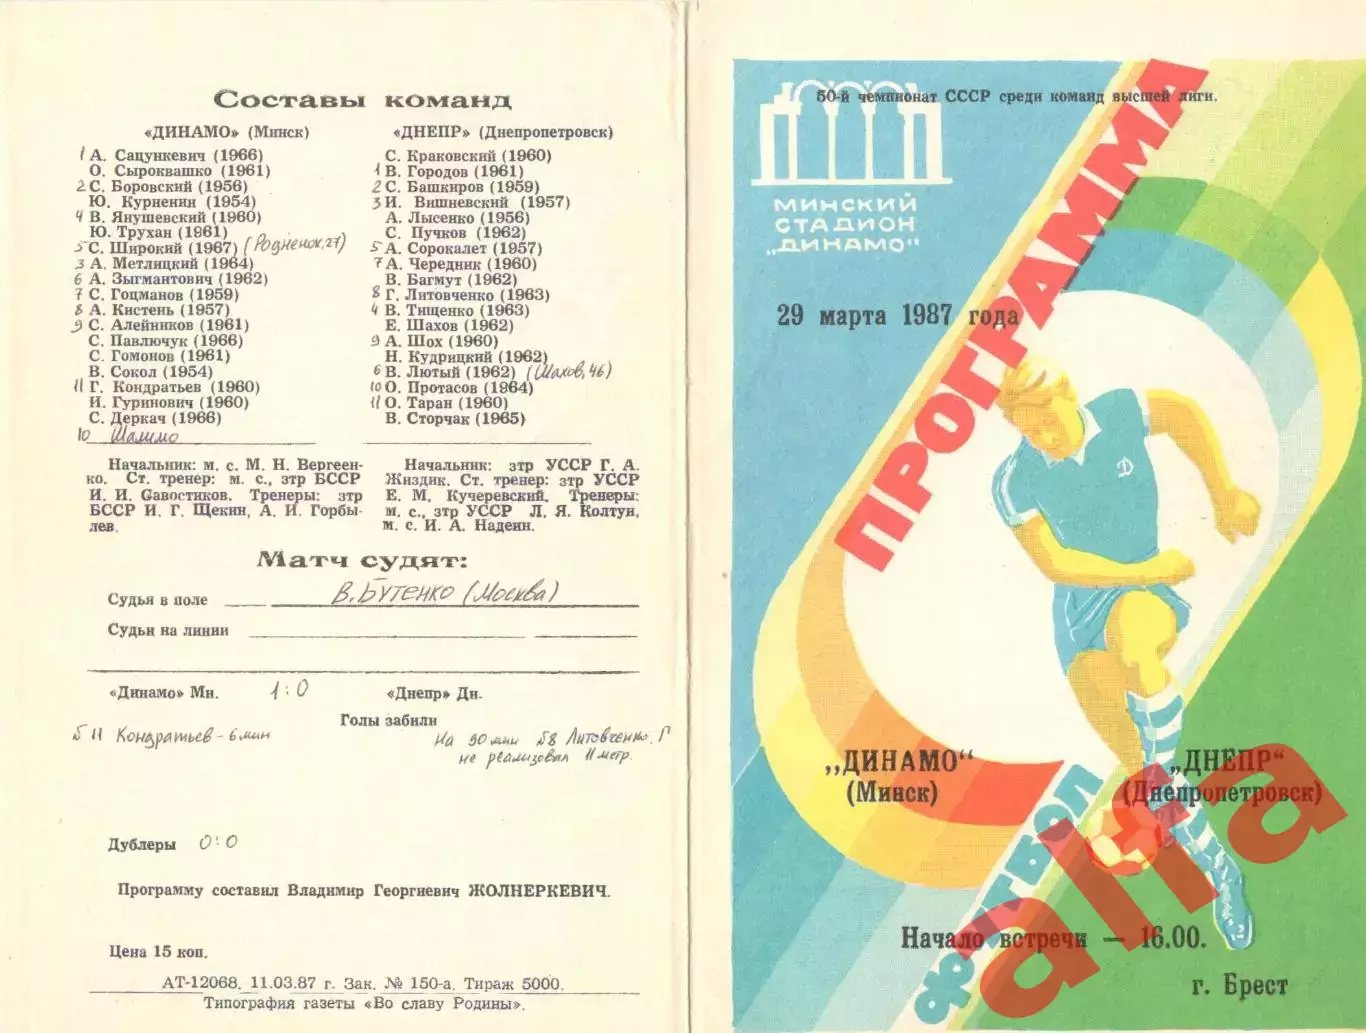 Составы команд
«ДИНАМО» (Минск)
1 А. Сацункевич (1966)
О. Сыроквашко (1961)
2 С. Боровский (1956)
Ю. Курненин (1954)
4 В. Янушевский (1960)
Ю. Трухан (1961)
5 С. Широкий (1967) (Родненок, 27)
3 А. Метлицкий (1964)
6 А. Зыгмантович (1962)
7 С. Гоцманов (1959)
8 А. Кистень (1957)
9 С. Алейников (1961)
С. Павлючук (1966)
С. Гомонов (1961)
В. Сокол (1954)
11 Г. Кондратьев (1960)
И. Гуринович (1960)
С. Деркач (1966)
10 Шалимо
Начальник: м. с. М. Н. Вергеен-
ко. Ст. тренер: м. с., зтр БССР
И. И. Савостиков. Тренеры: зтр
БССР И. Г. Щекин, А. И. Горбы-
лев.
«ДНЕПР» (Днепропетровск)
С. Краковский (1960)
1 В. Городов (1961)
2 С. Башкиров (1959)
3 И. Вишневский (1957)
А. Лысенко (1956)
С. Пучков (1962)
5 А. Сорокалет (1957)
7 А. Чередник (1960)
В. Багмут (1962)
8 Г. Литовченко (1963)
4 В. Тищенко (1963)
Е. Шахов (1962)
9 А. Шох (1960)
Н. Кудрицкий (1962)
6 В. Лютый (1962) (Шахов, 46)
10 О. Протасов (1964)
11 О. Таран (1960)
В. Сторчак (1965)
Начальник: зтр УССР Г. А.
Жиздик. Ст. тренер: зтр УССР
Е. М. Кучеревский. Тренеры:
м. с., зтр УССР Л. Я. Колтун,
м. с. И. А. Надеин.
Матч судят:
Судья в поле В. Бутенко (Москва)
Судьи на линии
«Динамо» Мн. 1:0 «Днепр» Дн.
Голы забили
11 Кондратьев - 6 мин
На 90 мин 8 Литовченко Г
не реализовал 11 метр.
Дублеры 0:0
Программу составил Владимир Георгиевич ЖОЛНЕРКЕВИЧ.
Цена 15 коп.
АТ-12068. 11.03.87 г. Зак. № 150-а. Тираж 5000.
Типография газеты «Во славу Родины».
50-й чемпионат СССР среди команд высшей лиги.
МИНСКИЙ
СТАДИОН
„ДИНАМО"
29 марта 1987 года
ПРОГРАММА
Д
„ДИНАМО"
(Минск)
„ДНЕПР"
(Днепропетровск)
ФУТБОЛ
Начало встречи — 16.00.
г. Брест
alfa